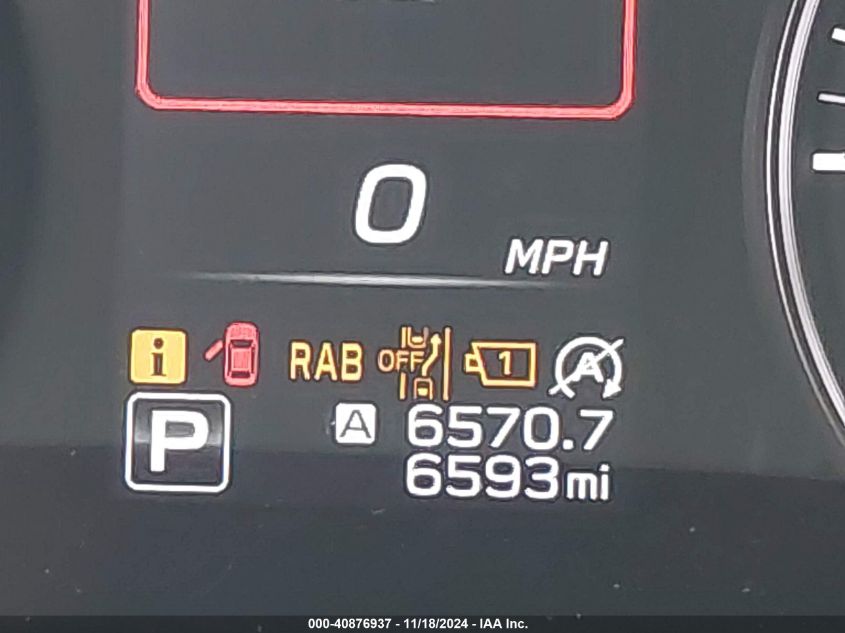 0
MPH
i RAB OFF 1 A
P A 6570.7
6593mi
000-40876937 - 11/18/2024 - IAA Inc.